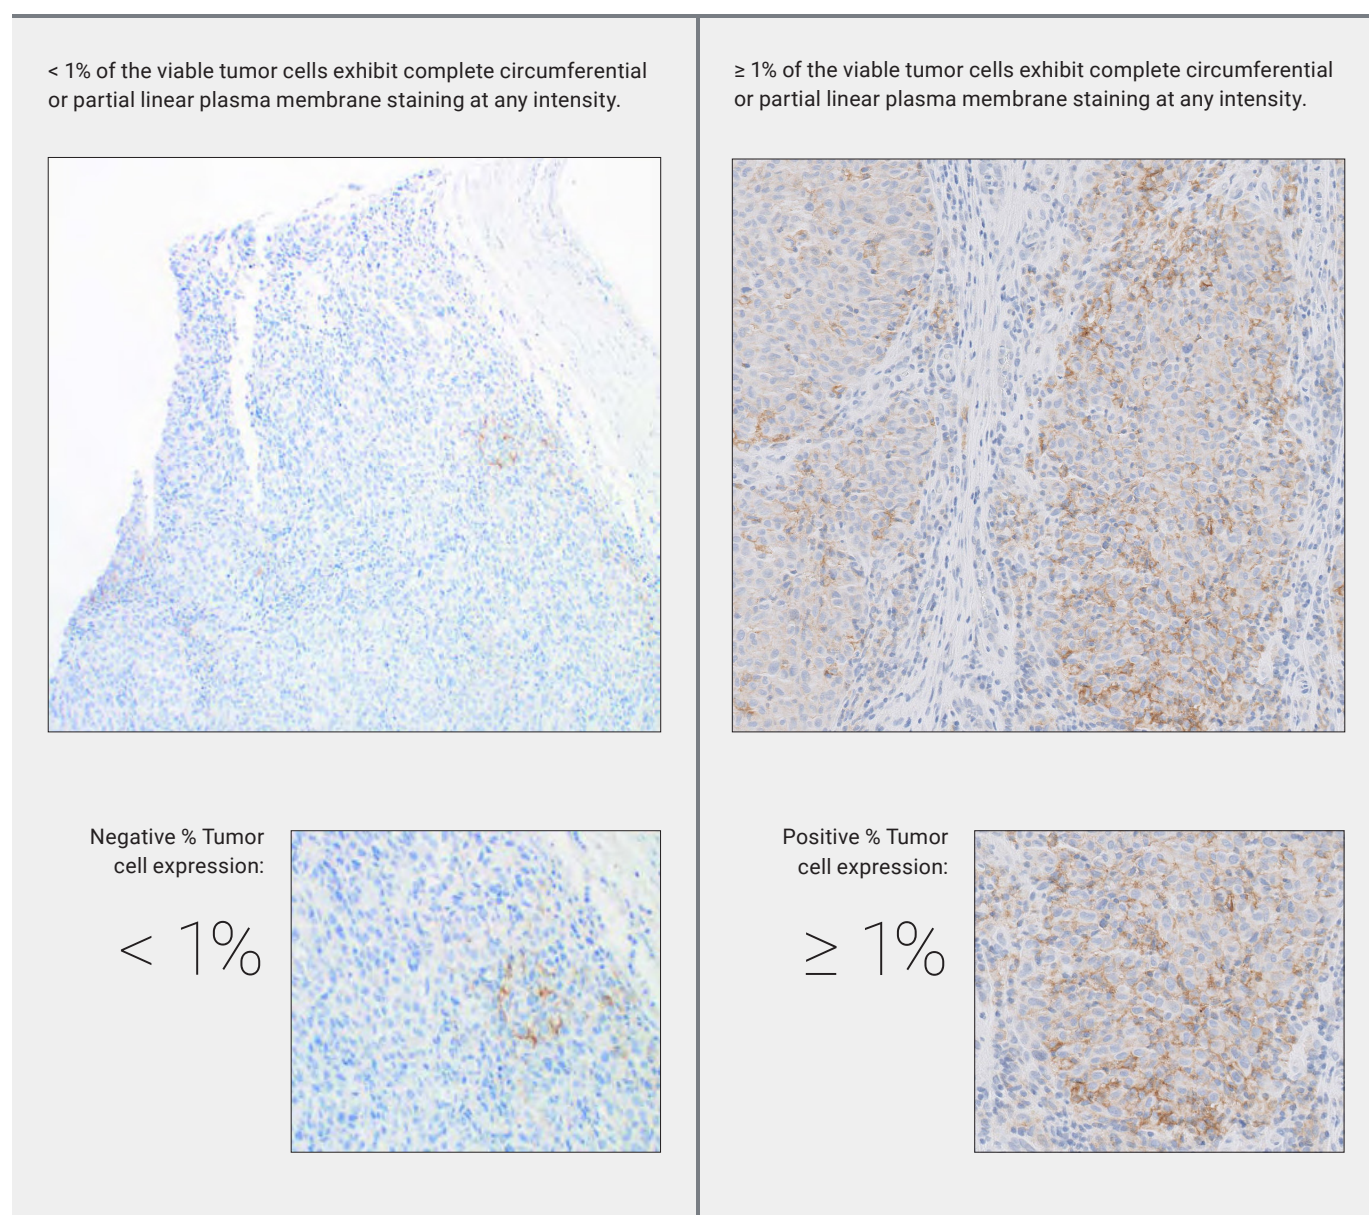 < 1% of the viable tumor cells exhibit complete circumferential
or partial linear plasma membrane staining at any intensity.
Negative % Tumor
cell expression:
< 1%
≥ 1% of the viable tumor cells exhibit complete circumferential
or partial linear plasma membrane staining at any intensity.
Positive % Tumor
cell expression:
≥ 1%